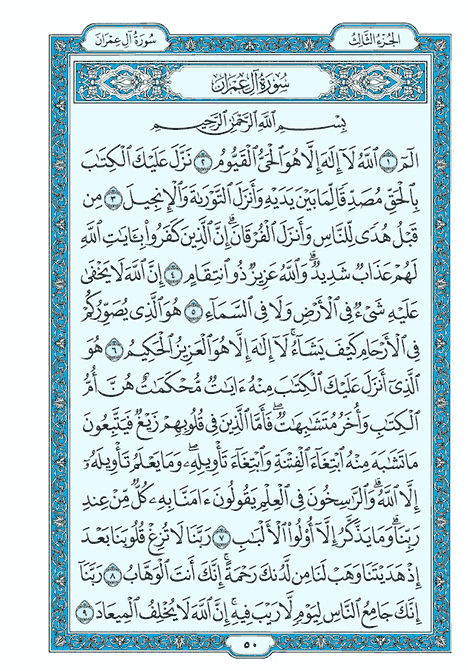 الجزء الثالث
سورة آل عمران
سُورَةُ آلِ عِمْرَانَ
بِسْمِ ٱللَّهِ ٱلرَّحْمَٰنِ ٱلرَّحِيمِ
الٓمٓ ١ ٱللَّهُ لَآ إِلَٰهَ إِلَّا هُوَ ٱلْحَىُّ ٱلْقَيُّومُ ٢ نَزَّلَ عَلَيْكَ ٱلْكِتَٰبَ
بِٱلْحَقِّ مُصَدِّقًا لِّمَا بَيْنَ يَدَيْهِ وَأَنزَلَ ٱلتَّوْرَىٰةَ وَٱلْإِنجِيلَ ٣ مِن
قَبْلُ هُدًى لِّلنَّاسِ وَأَنزَلَ ٱلْفُرْقَانَۗ إِنَّ ٱلَّذِينَ كَفَرُوا۟ بِـَٔايَٰتِ ٱللَّهِ
لَهُمْ عَذَابٌ شَدِيدٌۗ وَٱللَّهُ عَزِيزٌ ذُو ٱنتِقَامٍ ٤ إِنَّ ٱللَّهَ لَا يَخْفَىٰ
عَلَيْهِ شَىْءٌ فِى ٱلْأَرْضِ وَلَا فِى ٱلسَّمَآءِ ٥ هُوَ ٱلَّذِى يُصَوِّرُكُمْ
فِى ٱلْأَرْحَامِ كَيْفَ يَشَآءُۚ لَآ إِلَٰهَ إِلَّا هُوَ ٱلْعَزِيزُ ٱلْحَكِيمُ ٦ هُوَ
ٱلَّذِىٓ أَنزَلَ عَلَيْكَ ٱلْكِتَٰبَ مِنْهُ ءَايَٰتٌ مُّحْكَمَٰتٌ هُنَّ أُمُّ
ٱلْكِتَٰبِ وَأُخَرُ مُتَشَٰبِهَٰتٌۖ فَأَمَّا ٱلَّذِينَ فِى قُلُوبِهِمْ زَيْغٌ فَيَتَّبِعُونَ
مَا تَشَٰبَهَ مِنْهُ ٱبْتِغَآءَ ٱلْفِتْنَةِ وَٱبْتِغَآءَ تَأْوِيلِهِۦۗ وَمَا يَعْلَمُ تَأْوِيلَهُۥٓ
إِلَّا ٱللَّهُۗ وَٱلرَّٰسِخُونَ فِى ٱلْعِلْمِ يَقُولُونَ ءَامَنَّا بِهِۦ كُلٌّ مِّنْ عِندِ
رَبِّنَاۗ وَمَا يَذَّكَّرُ إِلَّآ أُو۟لُوا۟ ٱلْأَلْبَٰبِ ٧ رَبَّنَا لَا تُزِغْ قُلُوبَنَا بَعْدَ
إِذْ هَدَيْتَنَا وَهَبْ لَنَا مِن لَّدُنكَ رَحْمَةًۚ إِنَّكَ أَنتَ ٱلْوَهَّابُ ٨ رَبَّنَآ
إِنَّكَ جَامِعُ ٱلنَّاسِ لِيَوْمٍ لَّا رَيْبَ فِيهِۚ إِنَّ ٱللَّهَ لَا يُخْلِفُ ٱلْمِيعَادَ ٩
٥٠